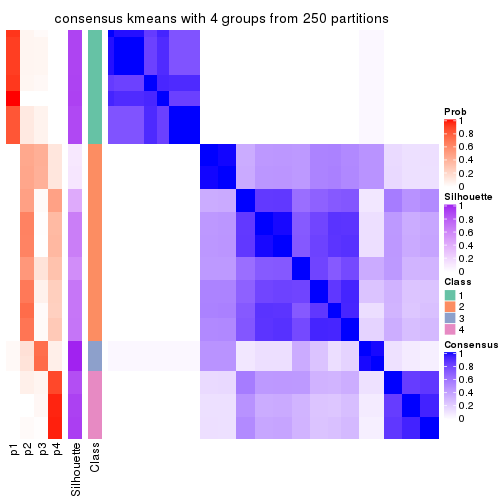 consensus kmeans with 4 groups from 250 partitions
Prob
1
0.8
0.6
0.4
0.2
0
Silhouette
1
0.8
0.6
0.4
0.2
0
Class
1
2
3
4
Consensus
1
0.8
0.6
0.4
0.2
0
p1
p2
p3
p4
Silhouette
Class